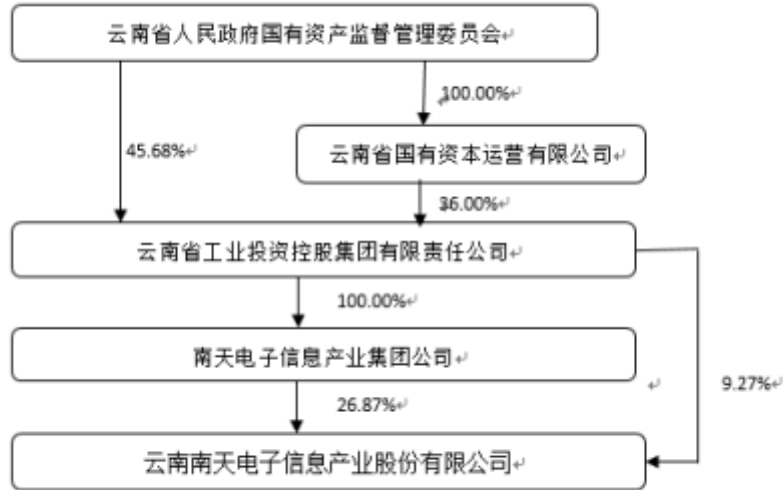 云南省人民政府国有资产监督管理委员会
100.00%
45.68%
云南省国有资本运营有限公司
36.00%
云南省工业投资控股集团有限责任公司
100.00%
南天电子信息产业集团公司
9.27%
26.87%
云南南天电子信息产业股份有限公司